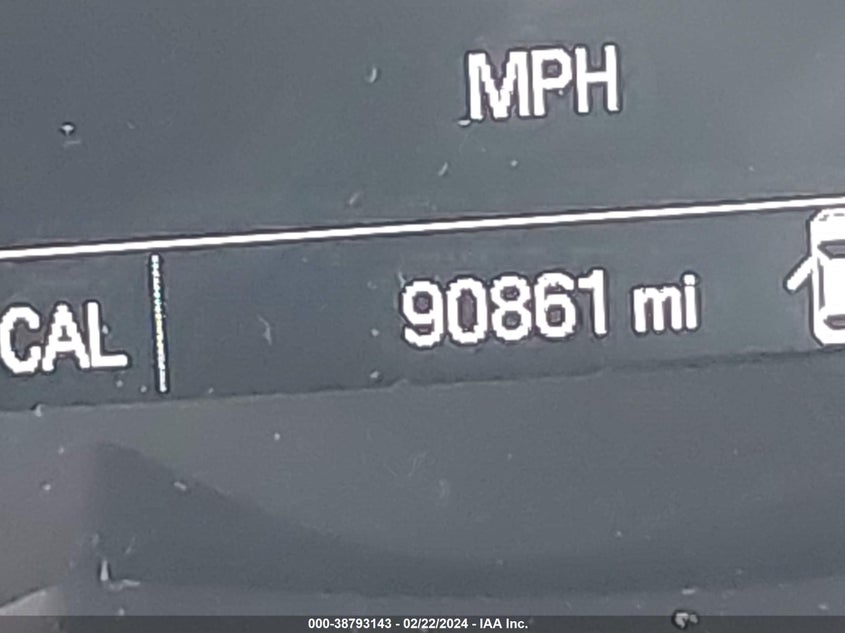 MPH
CAL
90861 mi
000-38793143 - 02/22/2024 - IAA Inc.